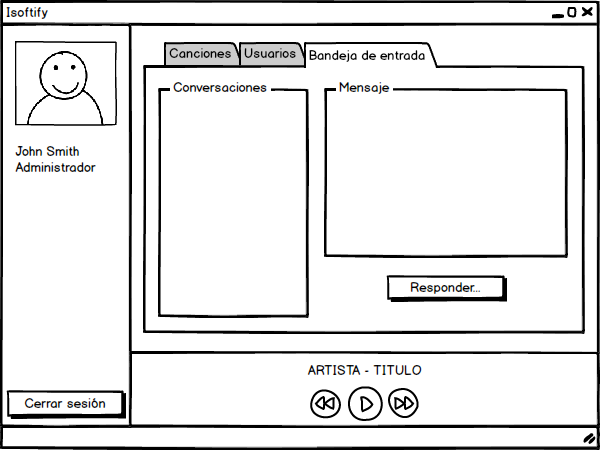 Isoftify
Canciones
Usuarios
Bandeja de entrada
Conversaciones
Mensaje
John Smith
Administrador
Responder...
ARTISTA - TITULO
Cerrar sesión